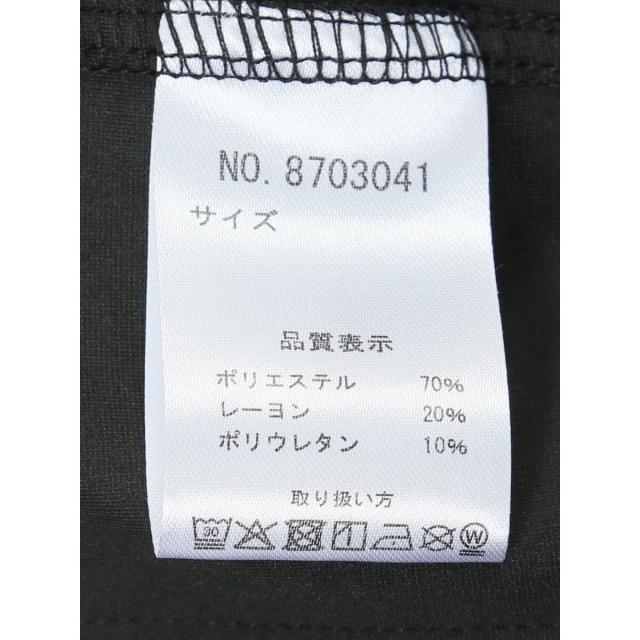 NO. 8703041
サイズ
品質表示
ポリエステル 70%
レーヨン 20%
ポリウレタン 10%
取り扱い方
30 W